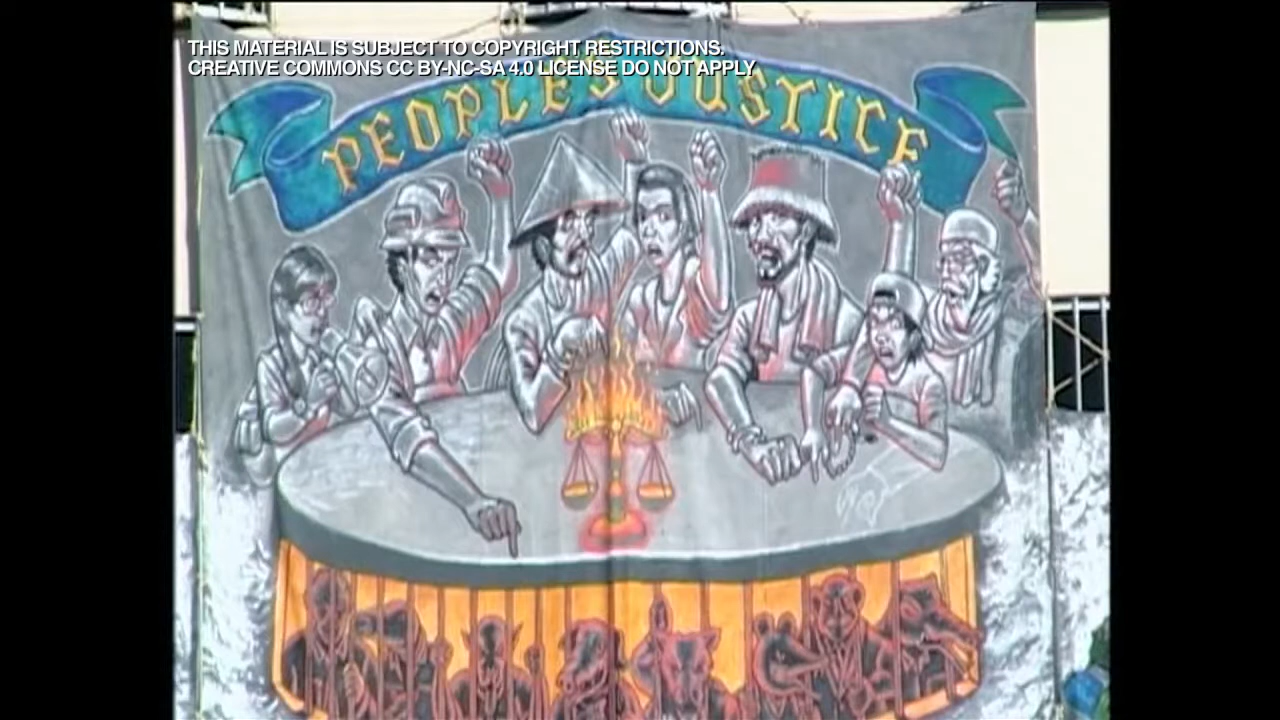 THIS MATERIAL IS SUBJECT TO COPYRIGHT RESTRICTIONS.
CREATIVE COMMONS CC BY-NC-SA 4.0 LICENSE DO NOT APPLY
PEOPLE'S JUSTICE